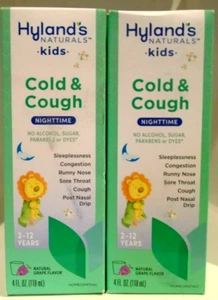 Hyland's
NATURALS™
kids
Cold &
Cough
NIGHTTIME
NO ALCOHOL, SUGAR,
PARABENS or DYES*
Sleeplessness
Congestion
Runny Nose
Sore Throat
Cough
Post Nasal
Drip
2-12
YEARS
NATURAL
GRAPE FLAVOR
4 FL. OZ. (118 mL)
HOMEOPATHIC
Hyland's
NATURALS™
kids
Cold &
Cough
NIGHTTIME
NO ALCOHOL, SUGAR,
PARABENS or DYES*
Sleeplessness
Congestion
Runny Nose
Sore Throat
Cough
Post Nasal
Drip
2-12
YEARS
NATURAL
GRAPE FLAVOR
4 FL. OZ. (118 mL)